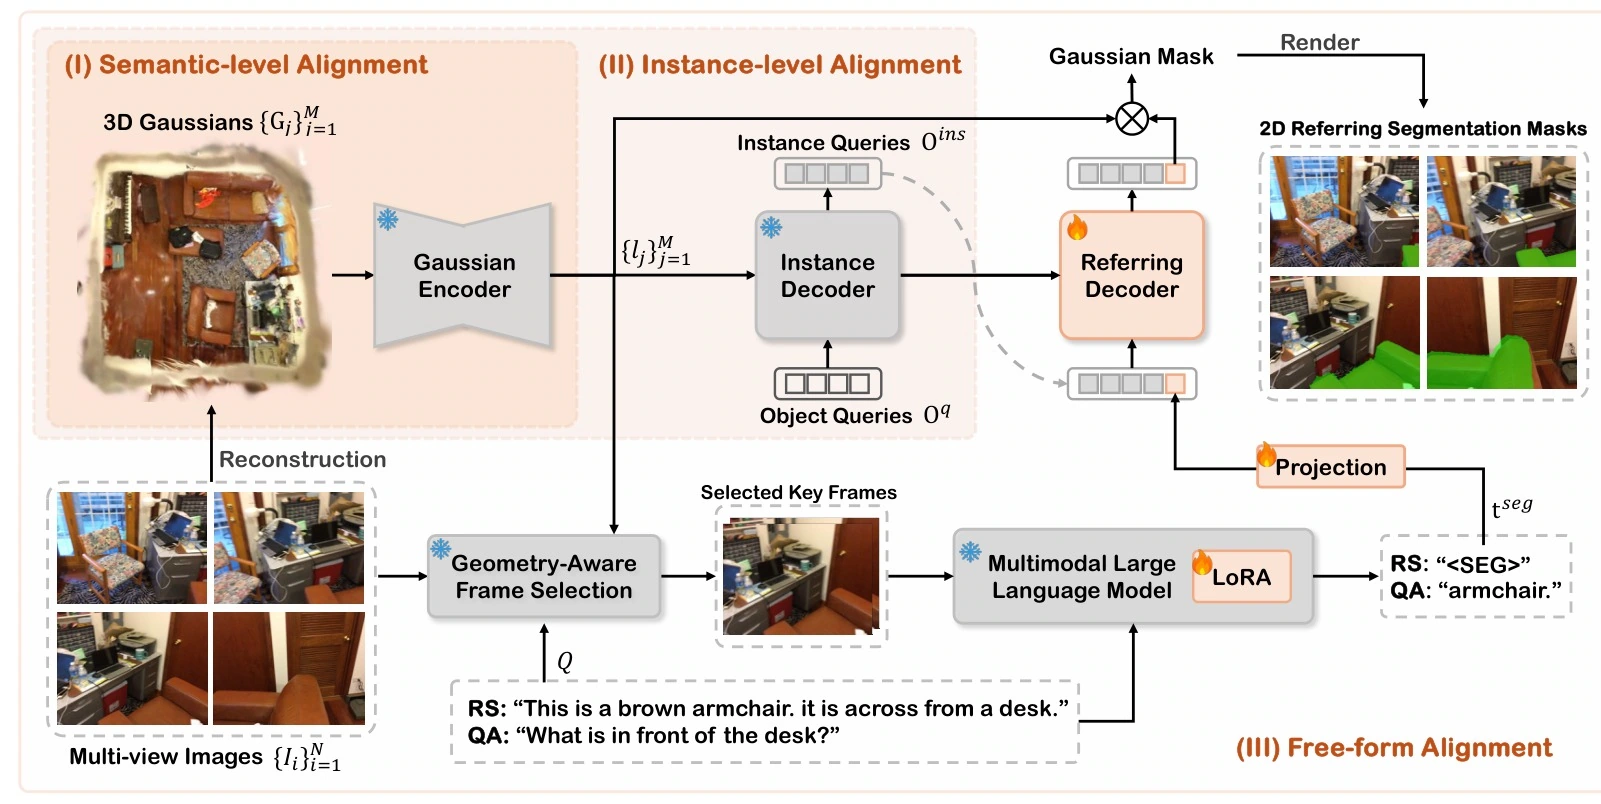 (I) Semantic-level Alignment
(II) Instance-level Alignment
Gaussian Mask
Render
3D Gaussians {G_j}_{j=1}^M
Instance Queries O^{ins}
2D Referring Segmentation Masks
Gaussian
Encoder
{l_j}_{j=1}^M
Instance
Decoder
Referring
Decoder
Object Queries O^q
Reconstruction
Projection
t^{seg}
Selected Key Frames
Geometry-Aware
Frame Selection
Multimodal Large
Language Model
LoRA
RS: “<SEG>”
QA: “armchair.”
Q
RS: “This is a brown armchair. it is across from a desk.”
QA: “What is in front of the desk?”
Multi-view Images {I_i}_{i=1}^N
(III) Free-form Alignment